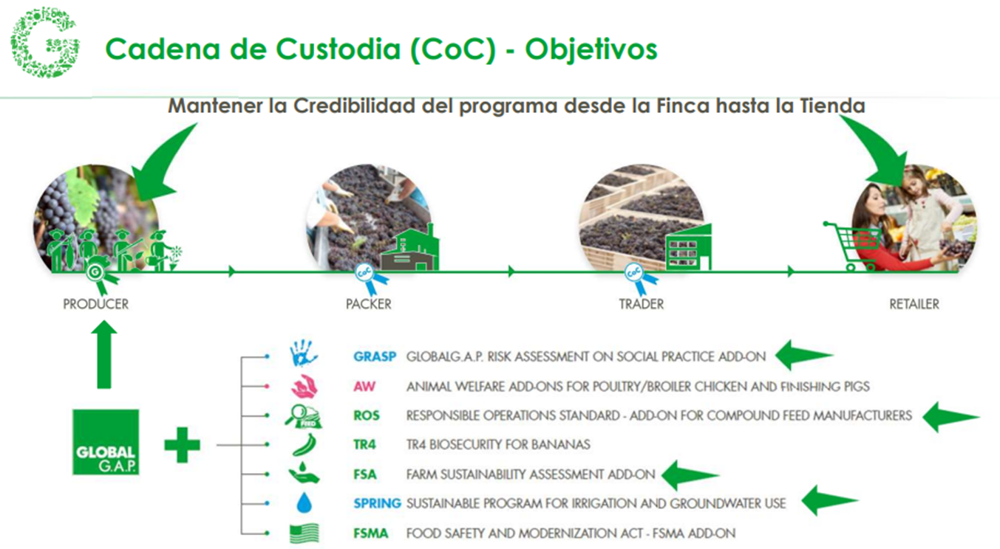 Cadena de Custodia (CoC) - Objetivos
Mantener la Credibilidad del programa desde la Finca hasta la Tienda
G CoC CoC
PRODUCER PACKER TRADER RETAILER
GRASP GLOBALG.A.P. RISK ASSESSMENT ON SOCIAL PRACTICE ADD-ON
AW ANIMAL WELFARE ADD-ONS FOR POULTRY/BROILER CHICKEN AND FINISHING PIGS
FEED
ROS RESPONSIBLE OPERATIONS STANDARD - ADD-ON FOR COMPOUND FEED MANUFACTURERS
GLOBAL
G.A.P.
+
TR4 TR4 BIOSECURITY FOR BANANAS
FSA FARM SUSTAINABILITY ASSESSMENT ADD-ON
SPRING SUSTAINABLE PROGRAM FOR IRRIGATION AND GROUNDWATER USE
FSMA FOOD SAFETY AND MODERNIZATION ACT - FSMA ADD-ON